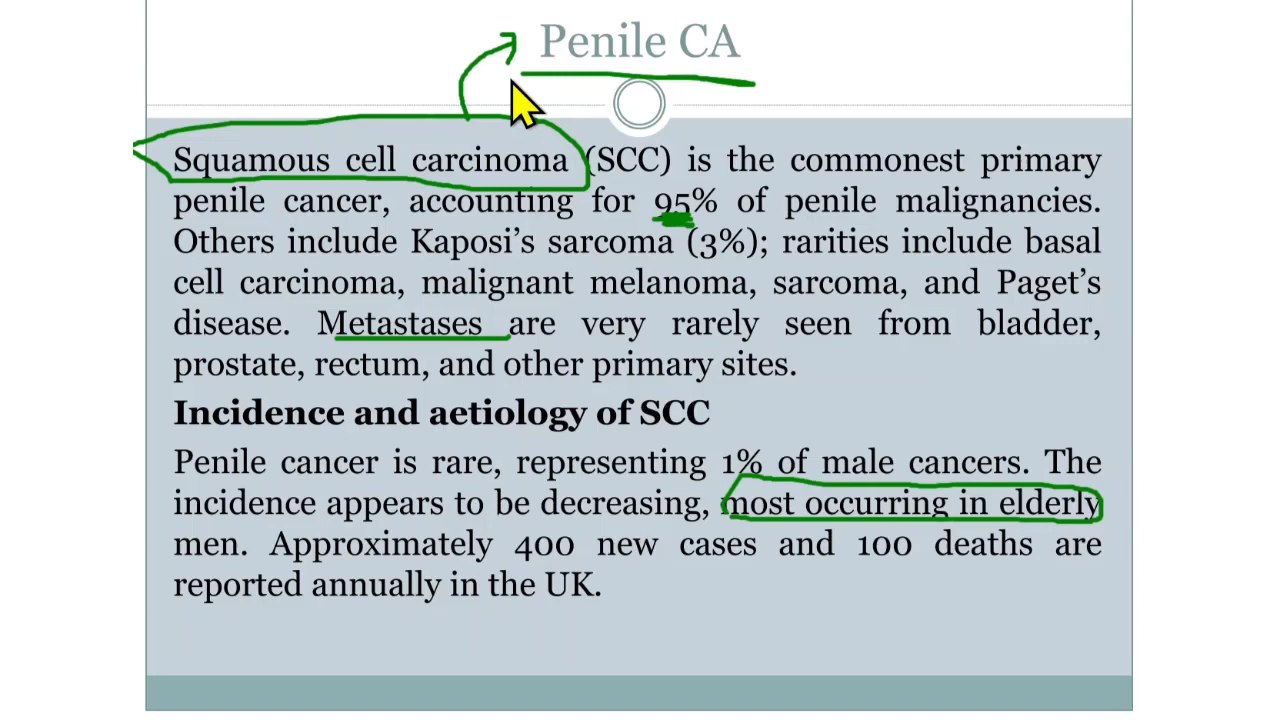 Penile CA
Squamous cell carcinoma (SCC) is the commonest primary
penile cancer, accounting for 95% of penile malignancies.
Others include Kaposi's sarcoma (3%); rarities include basal
cell carcinoma, malignant melanoma, sarcoma, and Paget's
disease. Metastases are very rarely seen from bladder,
prostate, rectum, and other primary sites.
Incidence and aetiology of SCC
Penile cancer is rare, representing 1% of male cancers. The
incidence appears to be decreasing, most occurring in elderly
men. Approximately 400 new cases and 100 deaths are
reported annually in the UK.